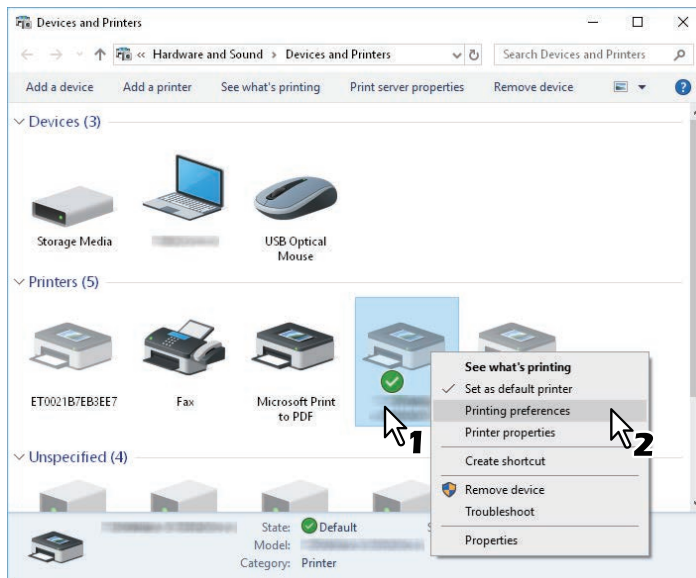 Devices and Printers
« Hardware and Sound > Devices and Printers
Search Devices and Printers
Add a device Add a printer See what's printing Print server properties Remove device
Devices (3)
Storage Media
USB Optical
Mouse
Printers (5)
ET0021B7EB3EE7
Fax
Microsoft Print
to PDF
1
See what's printing
Set as default printer
Printing preferences
2
Printer properties
Create shortcut
Remove device
Troubleshoot
Properties
Unspecified (4)
State: Default
Model:
Category: Printer